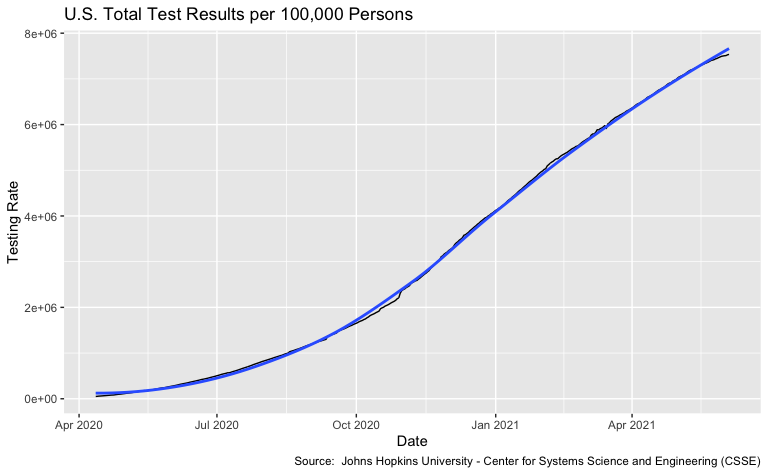 U.S. Total Test Results per 100,000 Persons
8e+06
6e+06
4e+06
2e+06
0e+00
Testing Rate
Apr 2020 Jul 2020 Oct 2020 Jan 2021 Apr 2021
Date
Source:  Johns Hopkins University - Center for Systems Science and Engineering (CSSE)